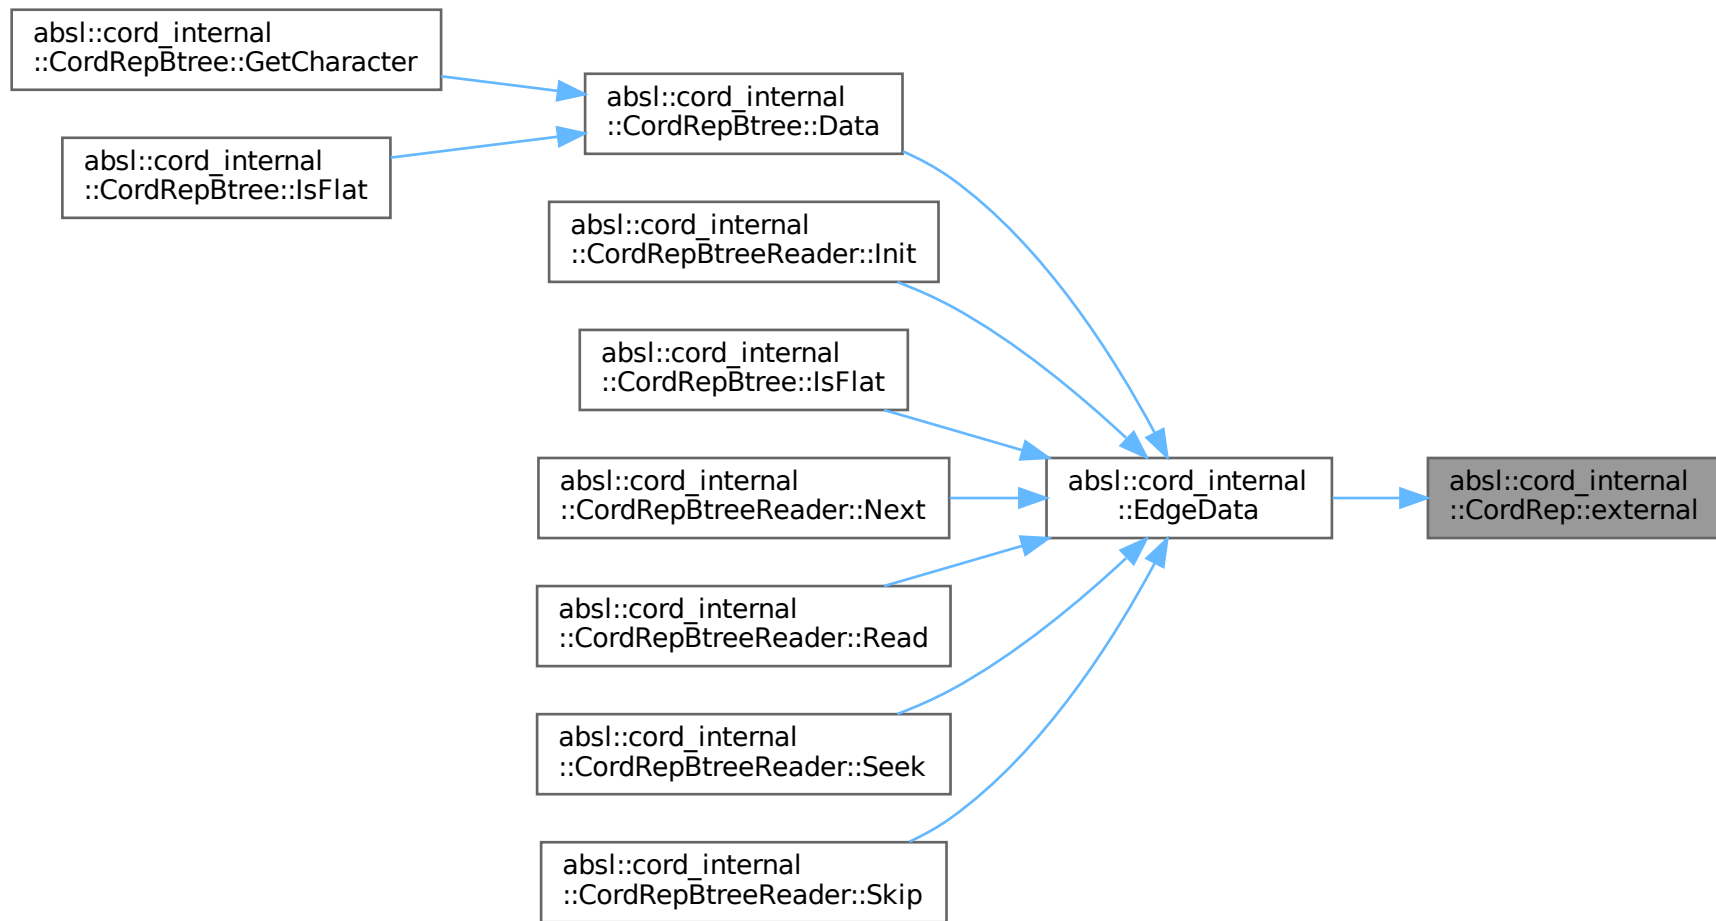 absl::cord_internal
::CordRepBtree::GetCharacter
absl::cord_internal
::CordRepBtree::IsFlat
absl::cord_internal
::CordRepBtree::Data
absl::cord_internal
::CordRepBtreeReader::Init
absl::cord_internal
::CordRepBtree::IsFlat
absl::cord_internal
::CordRepBtreeReader::Next
absl::cord_internal
::CordRepBtreeReader::Read
absl::cord_internal
::CordRepBtreeReader::Seek
absl::cord_internal
::CordRepBtreeReader::Skip
absl::cord_internal
::EdgeData
absl::cord_internal
::CordRep::external